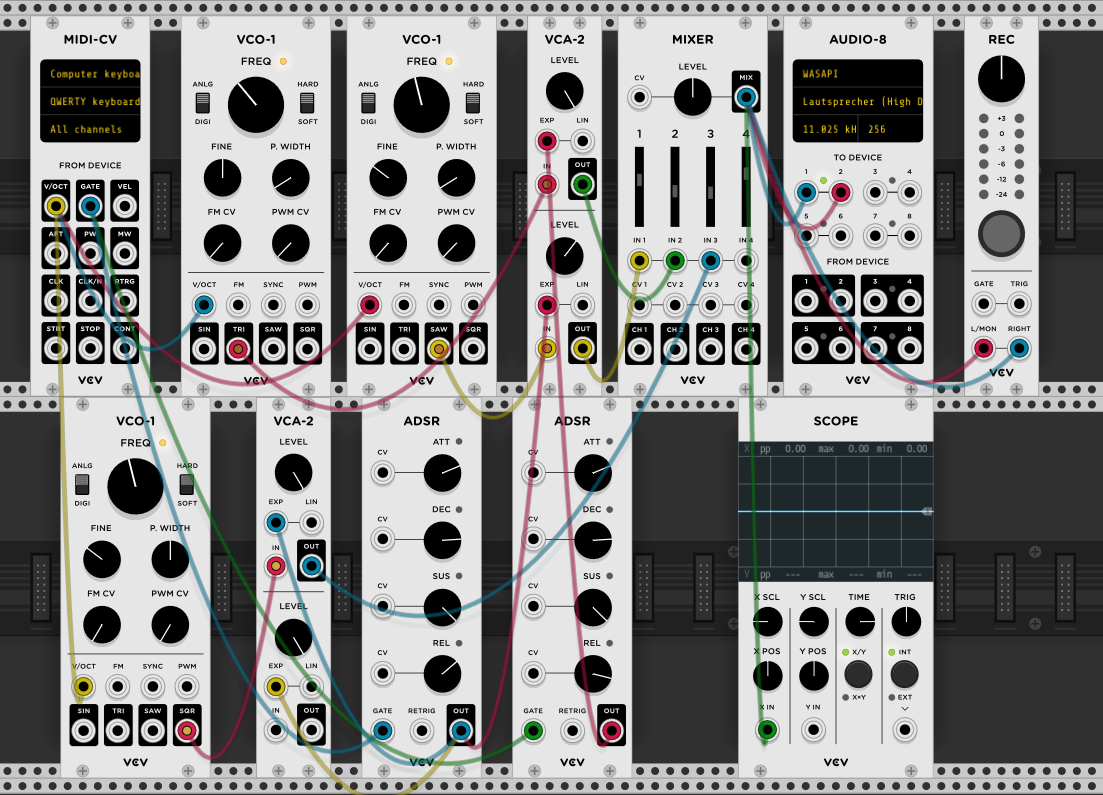 MIDI-CV
Computer keyboa
QWERTY keyboard
All channels
FROM DEVICE
V/OCT GATE VEL
AFT PW MW
CLK CLK/N RTRG
STRT STOP CONT
VCV
VCO-1
FREQ
ANLG HARD
DIGI SOFT
FINE P. WIDTH
FM CV PWM CV
V/OCT FM SYNC PWM
SIN TRI SAW SQR
VCV
VCO-1
FREQ
ANLG HARD
DIGI SOFT
FINE P. WIDTH
FM CV PWM CV
V/OCT FM SYNC PWM
SIN TRI SAW SQR
VCV
VCA-2
LEVEL
EXP LIN
IN OUT
LEVEL
EXP LIN
IN OUT
VCV
MIXER
LEVEL
CV MIX
1 2 3 4
IN 1 IN 2 IN 3 IN 4
CV 1 CV 2 CV 3 CV 4
CH 1 CH 2 CH 3 CH 4
VCV
AUDIO-8
WASAPI
Lautsprecher (High D
11.025 kH 256
TO DEVICE
1 2 3 4
5 6 7 8
FROM DEVICE
1 2 3 4
5 6 7 8
VCV
REC
+3
0
-3
-6
-12
-24
GATE TRIG
L/MON RIGHT
VCV
VCO-1
FREQ
ANLG HARD
DIGI SOFT
FINE P. WIDTH
FM CV PWM CV
V/OCT FM SYNC PWM
SIN TRI SAW SQR
VCV
VCA-2
LEVEL
EXP LIN
IN OUT
LEVEL
EXP LIN
IN OUT
VCV
ADSR
ATT
CV
DEC
CV
SUS
CV
REL
CV
GATE RETRIG OUT
VCV
ADSR
ATT
CV
DEC
CV
SUS
CV
REL
CV
GATE RETRIG OUT
VCV
SCOPE
X pp 0.00 max 0.00 min 0.00
Y pp --- max --- min ---
X SCL Y SCL TIME TRIG
X POS Y POS X/Y INT
X×Y EXT
X IN Y IN
VCV